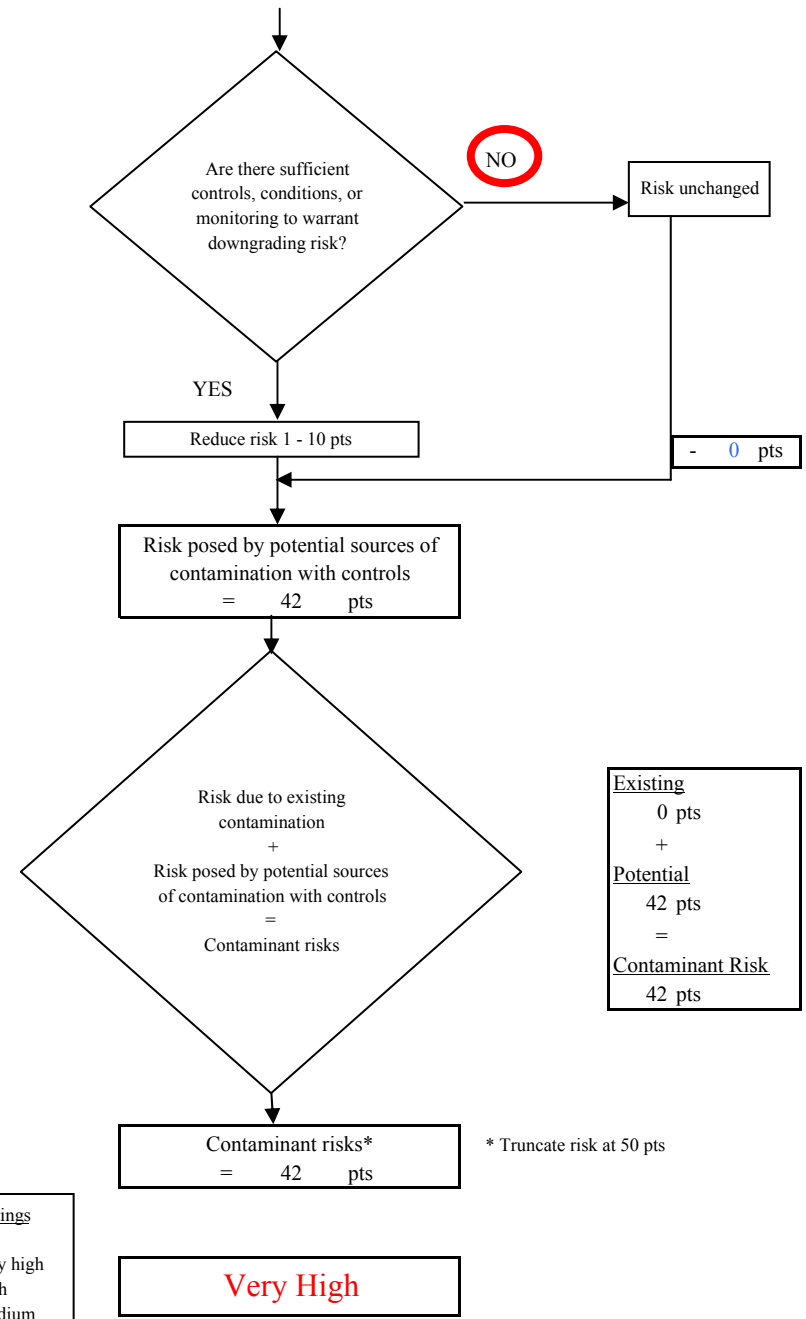 Are there sufficient
controls, conditions, or
monitoring to warrant
downgrading risk?
NO
Risk unchanged
YES
Reduce risk 1 - 10 pts
- 0 pts
Risk posed by potential sources of
contamination with controls
= 42 pts
Risk due to existing
contamination
+
Risk posed by potential sources
of contamination with controls
=
Contaminant risks
Existing
0 pts
+
Potential
42 pts
=
Contaminant Risk
42 pts
Contaminant risks*
= 42 pts
* Truncate risk at 50 pts
high
Very High